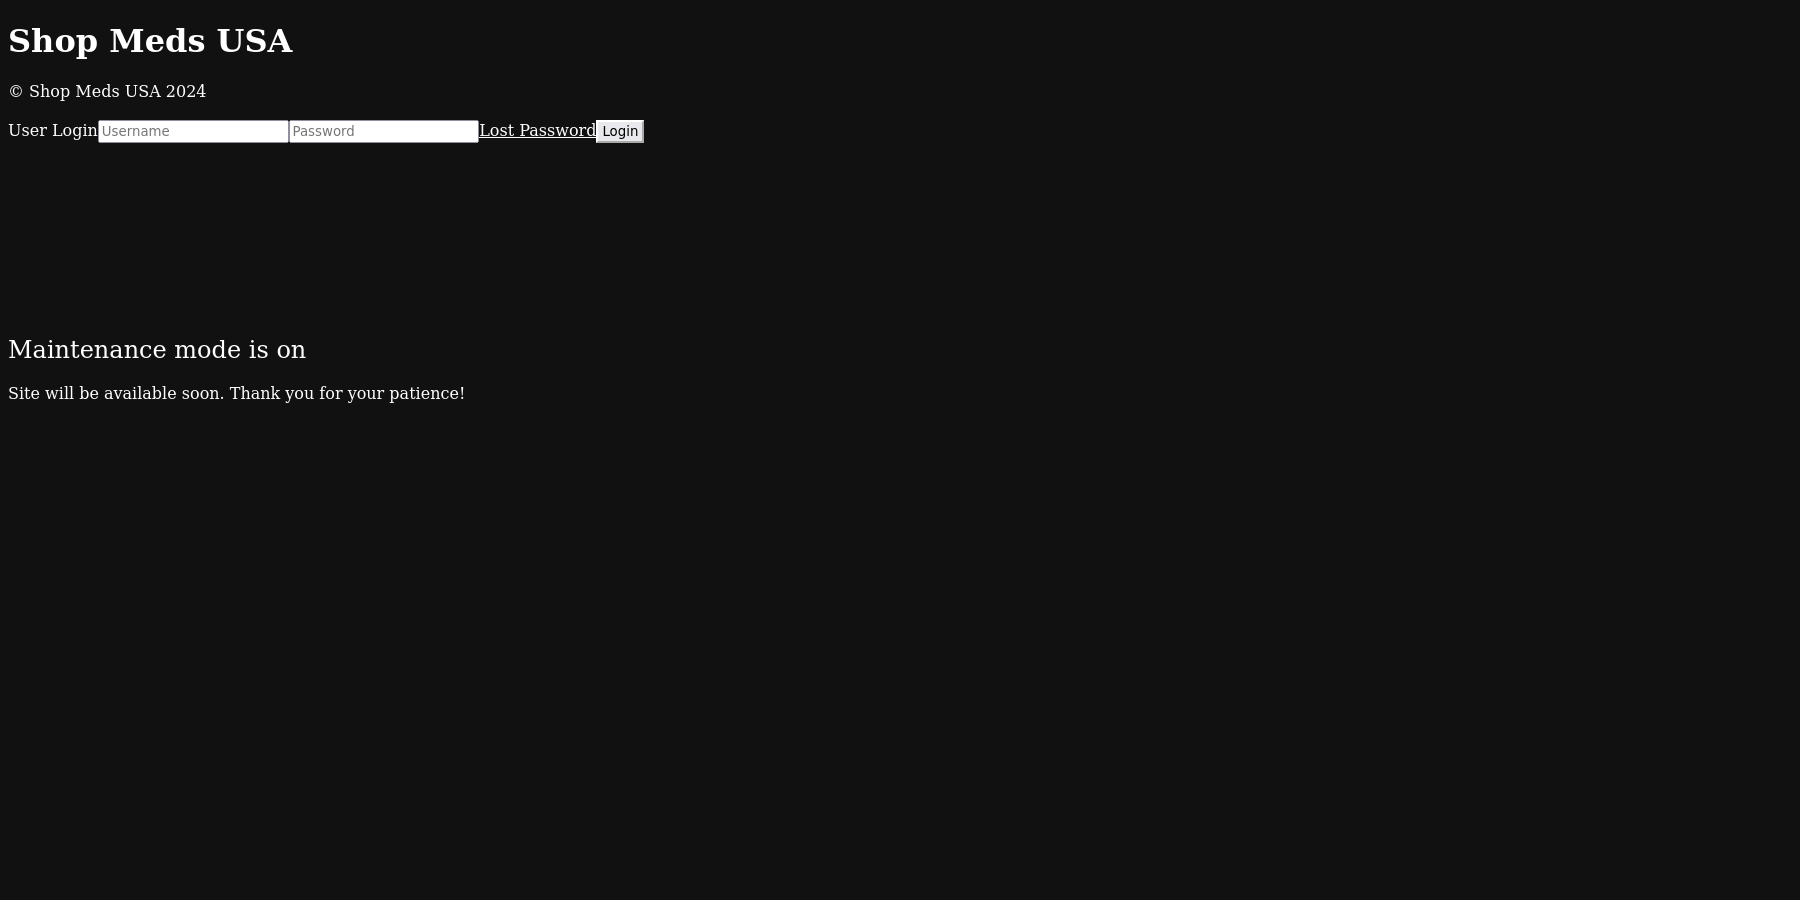 Shop Meds USA
© Shop Meds USA 2024
User Login Username Password Lost Password Login
Maintenance mode is on
Site will be available soon. Thank you for your patience!